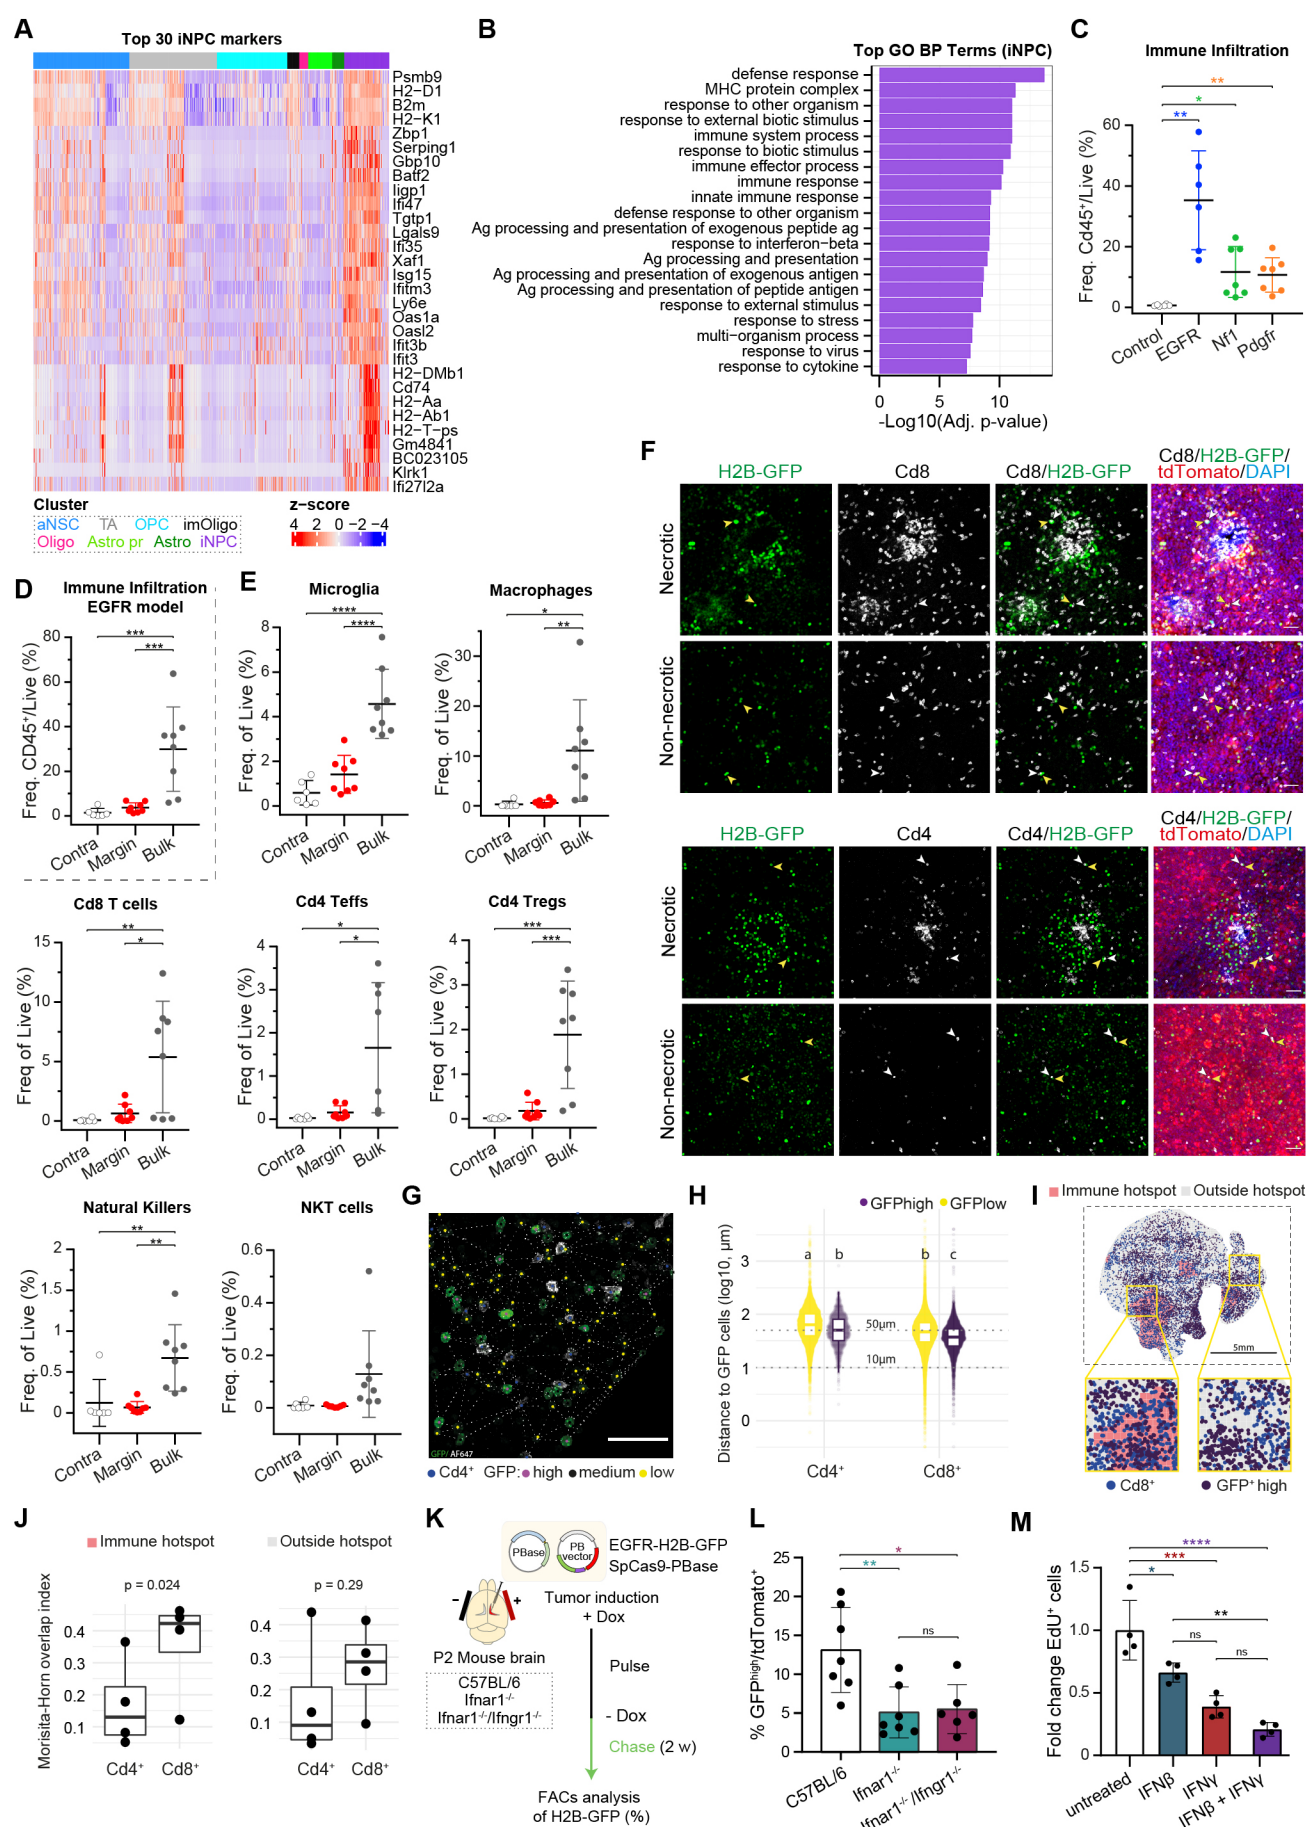 A
Top 30 iNPC markers
Psmb9
H2-D1
B2m
H2-K1
Zbp1
Serping1
Gbp10
Batf2
Iigp1
Ifi47
Tgtp1
Lgals9
Ifi35
Xaf1
Isg15
Ifitm3
Ly6e
Oas1a
Oasl2
Ifit3b
Ifit3
H2-DMb1
Cd74
H2-Aa
H2-Ab1
H2-T-ps
Gm4841
BC023105
Klrk1
Ifi27l2a
Cluster
aNSC TA OPC imOligo
Oligo Astro pr Astro iNPC
z-score
4 2 0 -2 -4
B
Top GO BP Terms (iNPC)
defense response
MHC protein complex
response to other organism
response to external biotic stimulus
immune system process
response to biotic stimulus
immune effector process
immune response
innate immune response
defense response to other organism
Ag processing and presentation of exogenous peptide ag
response to interferon-beta
Ag processing and presentation
Ag processing and presentation of exogenous antigen
Ag processing and presentation of peptide antigen
response to external stimulus
response to stress
multi-organism process
response to virus
response to cytokine
0 5 10
-Log10(Adj. p-value)
C
Immune Infiltration
**
*
**
Freq. Cd45⁺/Live (%)
60
40
20
0
Control EGFR Nf1 Pdgfr
D
Immune Infiltration
EGFR model
***
***
Freq. CD45⁺/Live (%)
80
60
40
20
0
Contra Margin Bulk
E
Microglia
****
****
Freq. of Live (%)
8
6
4
2
0
Contra Margin Bulk
Macrophages
*
**
Freq. of Live (%)
30
20
10
0
Contra Margin Bulk
Cd8 T cells
**
*
Freq of Live (%)
15
10
5
0
Contra Margin Bulk
Cd4 Teffs
*
*
Freq of Live (%)
4
3
2
1
0
Contra Margin Bulk
Cd4 Tregs
***
***
Freq of Live (%)
4
3
2
1
0
Contra Margin Bulk
Natural Killers
**
**
Freq. of Live (%)
2
1.5
1
0.5
0
Contra Margin Bulk
NKT cells
Freq. of Live (%)
0.6
0.4
0.2
0
Contra Margin Bulk
F
H2B-GFP Cd8 Cd8/H2B-GFP Cd8/H2B-GFP/
tdTomato/DAPI
Necrotic
Non-necrotic
H2B-GFP Cd4 Cd4/H2B-GFP Cd4/H2B-GFP/
tdTomato/DAPI
Necrotic
Non-necrotic
G
GFP/ AF647
Cd4⁺ GFP: high medium low
H
GFPhigh GFPlow
Distance to GFP cells (log10, µm)
3
2
1
0
a b b c
50µm
10µm
Cd4⁺ Cd8⁺
I
Immune hotspot Outside hotspot
5mm
Cd8⁺ GFP⁺ high
J
Immune hotspot Outside hotspot
p = 0.024 p = 0.29
Morisita-Horn overlap index
0.4
0.3
0.2
0.1
Cd4⁺ Cd8⁺
0.4
0.3
0.2
0.1
Cd4⁺ Cd8⁺
K
PBase PB vector
EGFR-H2B-GFP
SpCas9-PBase
- +
P2 Mouse brain
C57BL/6
Ifnar1⁻/⁻
Ifnar1⁻/⁻/Ifngr1⁻/⁻
Tumor induction
+ Dox
Pulse
- Dox
Chase (2 w)
FACs analysis
of H2B-GFP (%)
L
*
**
ns
% GFPʰⁱᵍʰ/tdTomato⁺
25
20
15
10
5
0
C57BL/6 Ifnar1⁻/⁻ Ifnar1⁻/⁻/Ifngr1⁻/⁻
M
****
***
*
**
ns
ns
Fold change EdU⁺ cells
1.5
1.0
0.5
0
untreated IFNβ IFNγ IFNβ + IFNγ